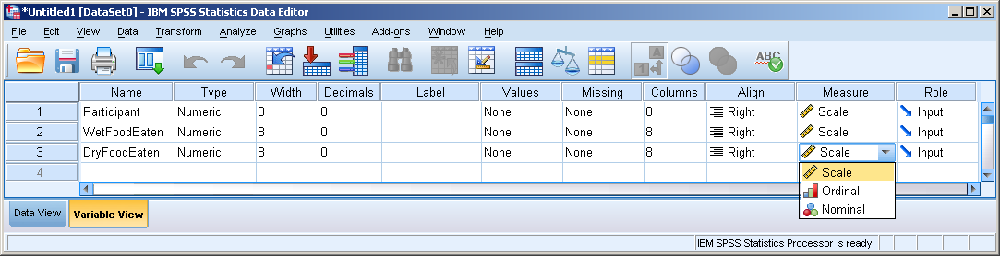 *Untitled1 [DataSet0] - IBM SPSS Statistics Data Editor
File Edit View Data Transform Analyze Graphs Utilities Add-ons Window Help
A
1
ABC
Name Type Width Decimals Label Values Missing Columns Align Measure Role
1 Participant Numeric 8 0 None None 8 Right Scale Input
2 WetFoodEaten Numeric 8 0 None None 8 Right Scale Input
3 DryFoodEaten Numeric 8 0 None None 8 Right Scale Input
4
Scale
Ordinal
Nominal
Data View Variable View
IBM SPSS Statistics Processor is ready